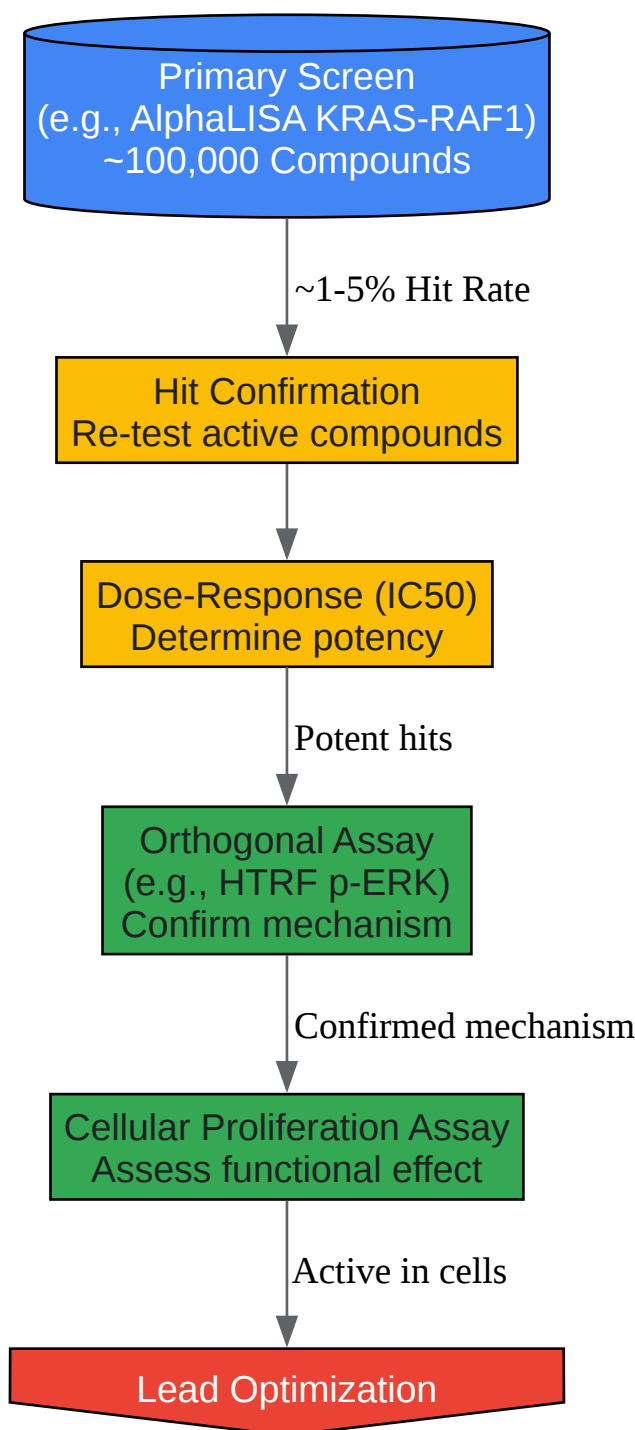 Primary Screen
(e.g., AlphaLISA KRAS-RAF1)
~100,000 Compounds
~1-5% Hit Rate
Hit Confirmation
Re-test active compounds
Dose-Response (IC50)
Determine potency
Potent hits
Orthogonal Assay
(e.g., HTRF p-ERK)
Confirm mechanism
Confirmed mechanism
Cellular Proliferation Assay
Assess functional effect
Active in cells
Lead Optimization